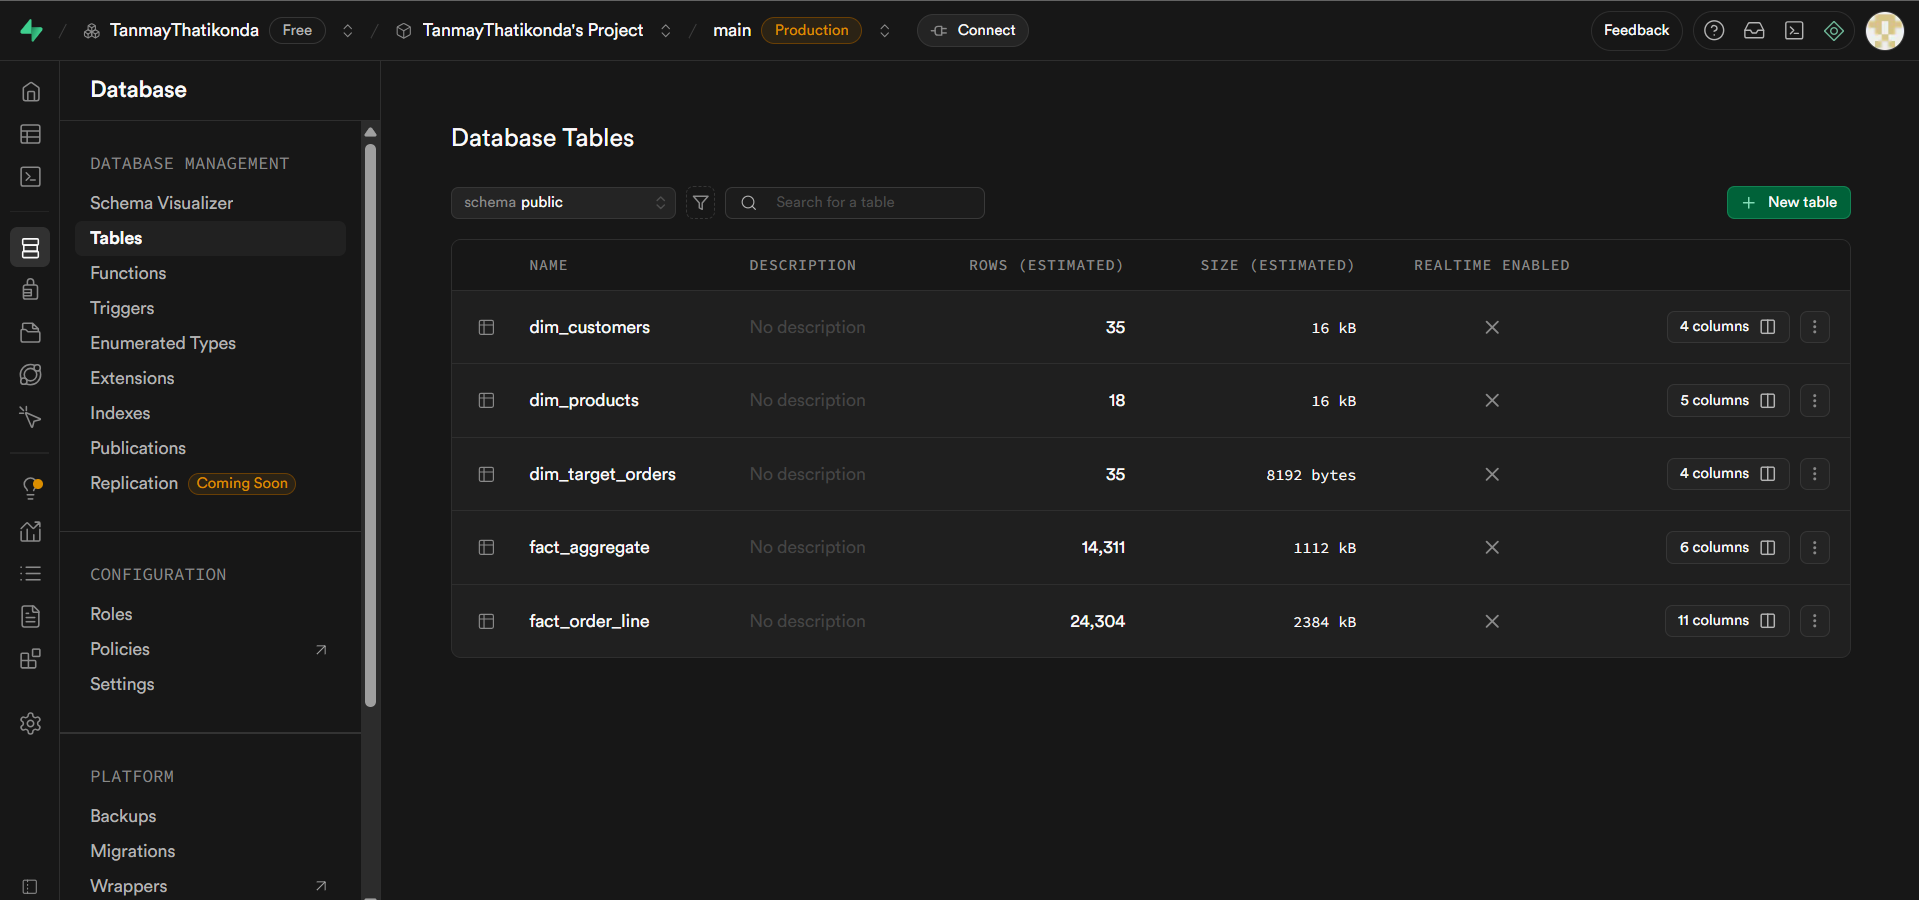 TanmayThatikonda Free TanmayThatikonda's Project main Production Connect Feedback
Database
DATABASE MANAGEMENT
Schema Visualizer
Tables
Functions
Triggers
Enumerated Types
Extensions
Indexes
Publications
Replication Coming Soon
CONFIGURATION
Roles
Policies
Settings
PLATFORM
Backups
Migrations
Wrappers
Database Tables
schema public Search for a table New table
NAME DESCRIPTION ROWS (ESTIMATED) SIZE (ESTIMATED) REALTIME ENABLED
dim_customers No description 35 16 kB 4 columns
dim_products No description 18 16 kB 5 columns
dim_target_orders No description 35 8192 bytes 4 columns
fact_aggregate No description 14,311 1112 kB 6 columns
fact_order_line No description 24,304 2384 kB 11 columns